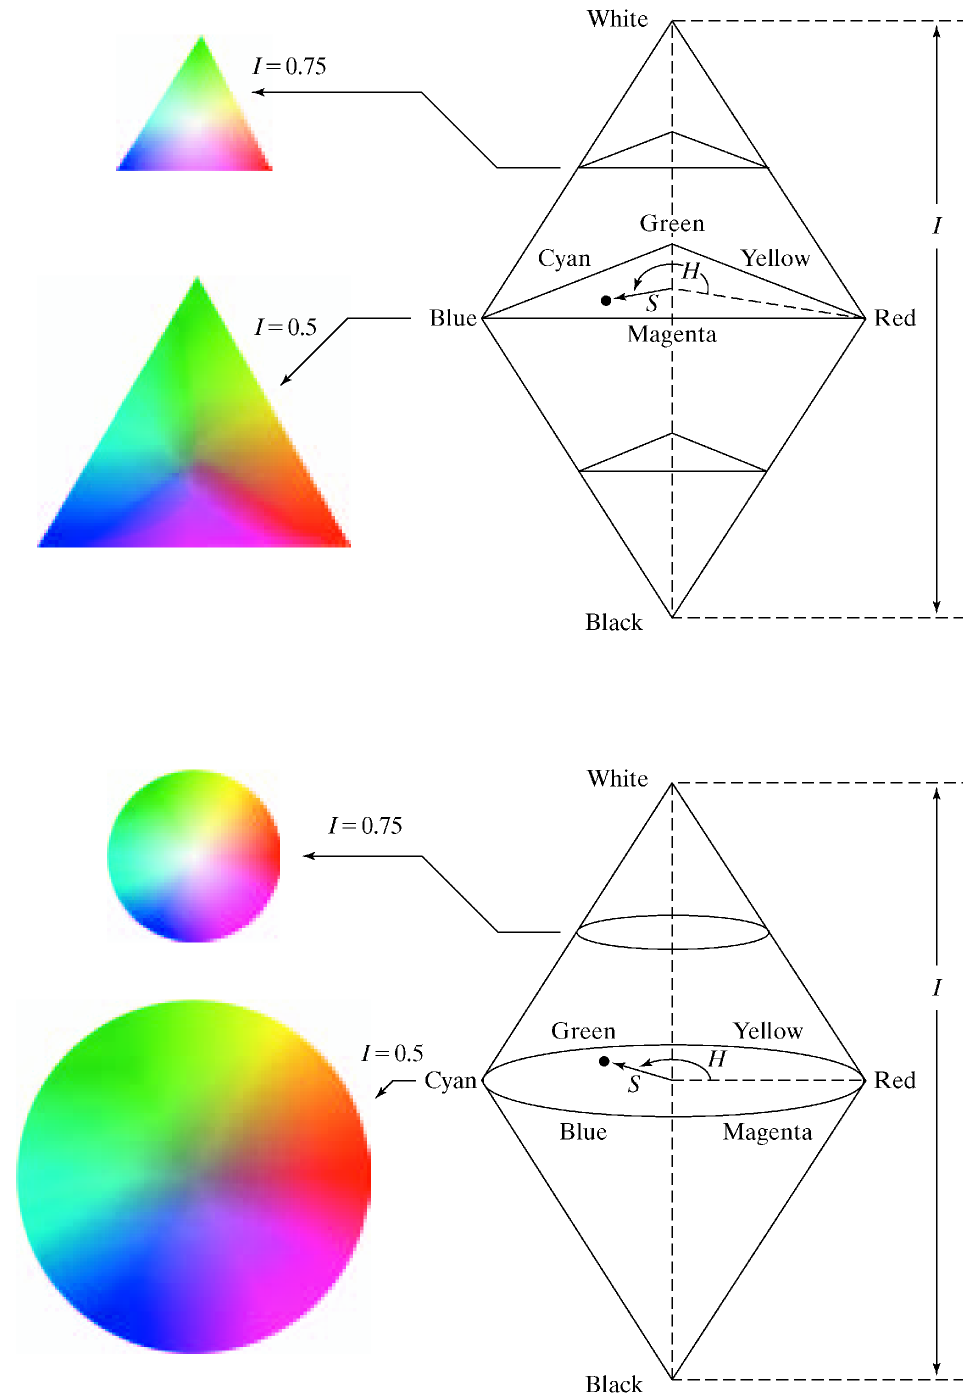 White
I = 0.75
I
Green
Cyan
H
Yellow
S
Blue
I = 0.5
Magenta
Red
Black
White
I = 0.75
I
Green
Yellow
I = 0.5
H
Cyan
S
Red
Blue
Magenta
Black